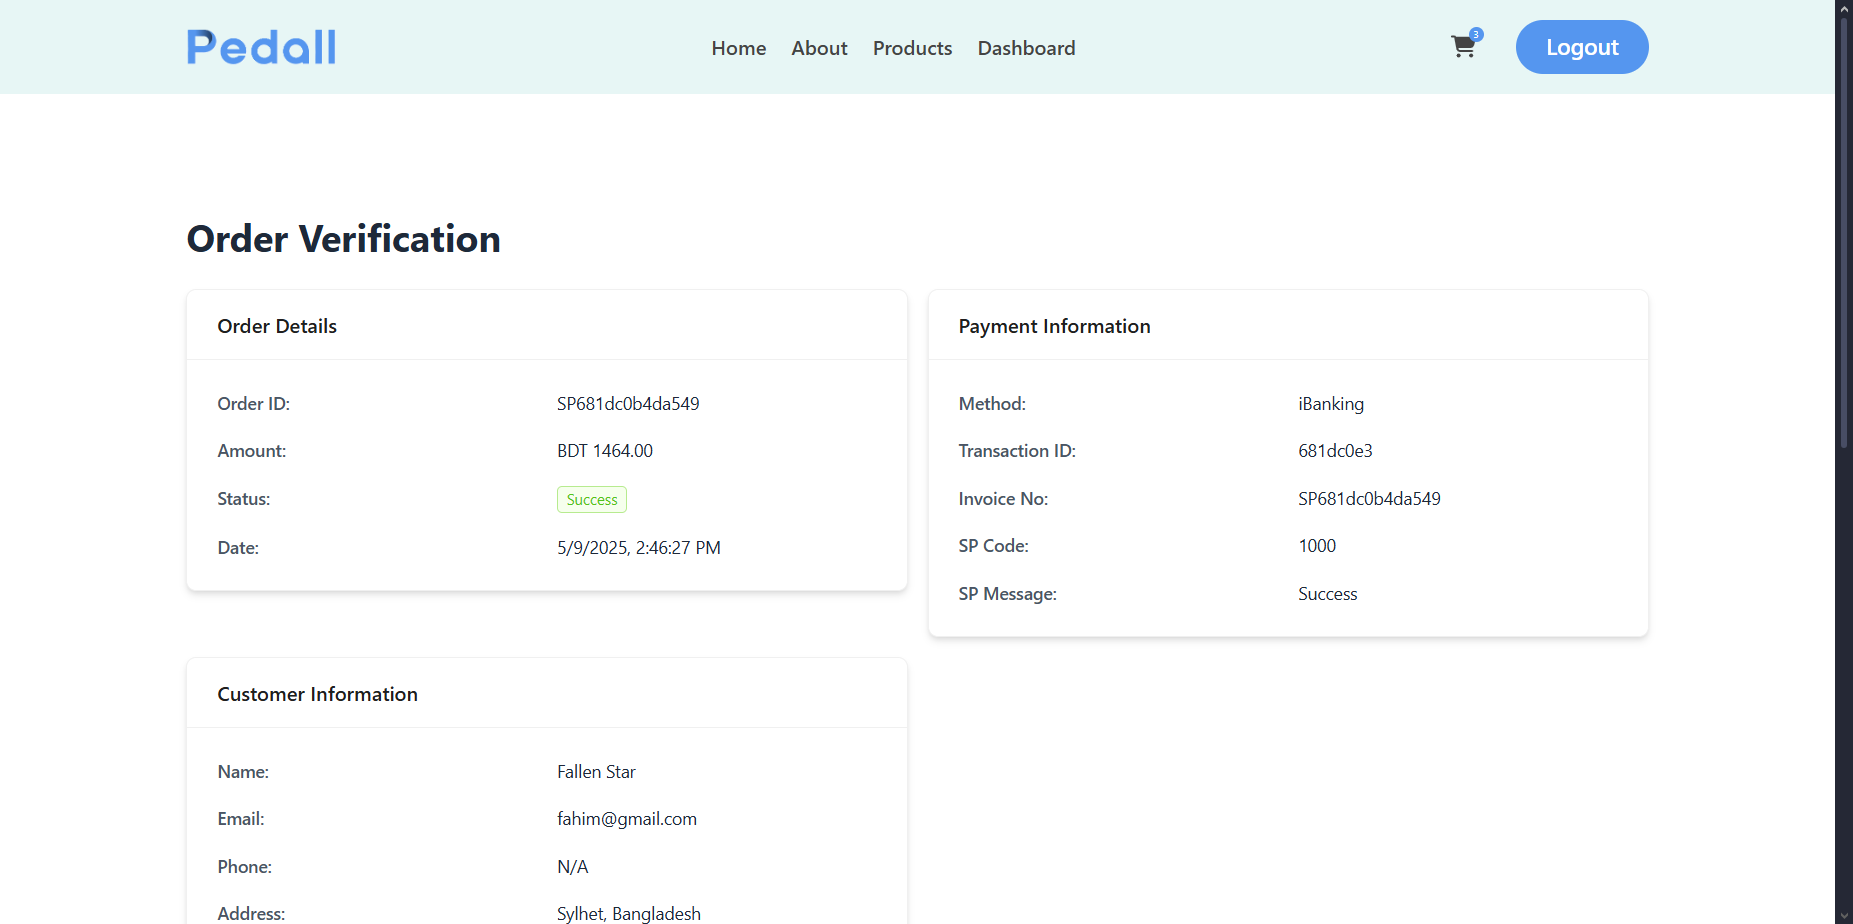 Pedall
Home About Products Dashboard
3
Logout
Order Verification
Order Details
Order ID: SP681dc0b4da549
Amount: BDT 1464.00
Status: Success
Date: 5/9/2025, 2:46:27 PM
Payment Information
Method: iBanking
Transaction ID: 681dc0e3
Invoice No: SP681dc0b4da549
SP Code: 1000
SP Message: Success
Customer Information
Name: Fallen Star
Email: fahim@gmail.com
Phone: N/A
Address: Sylhet, Bangladesh